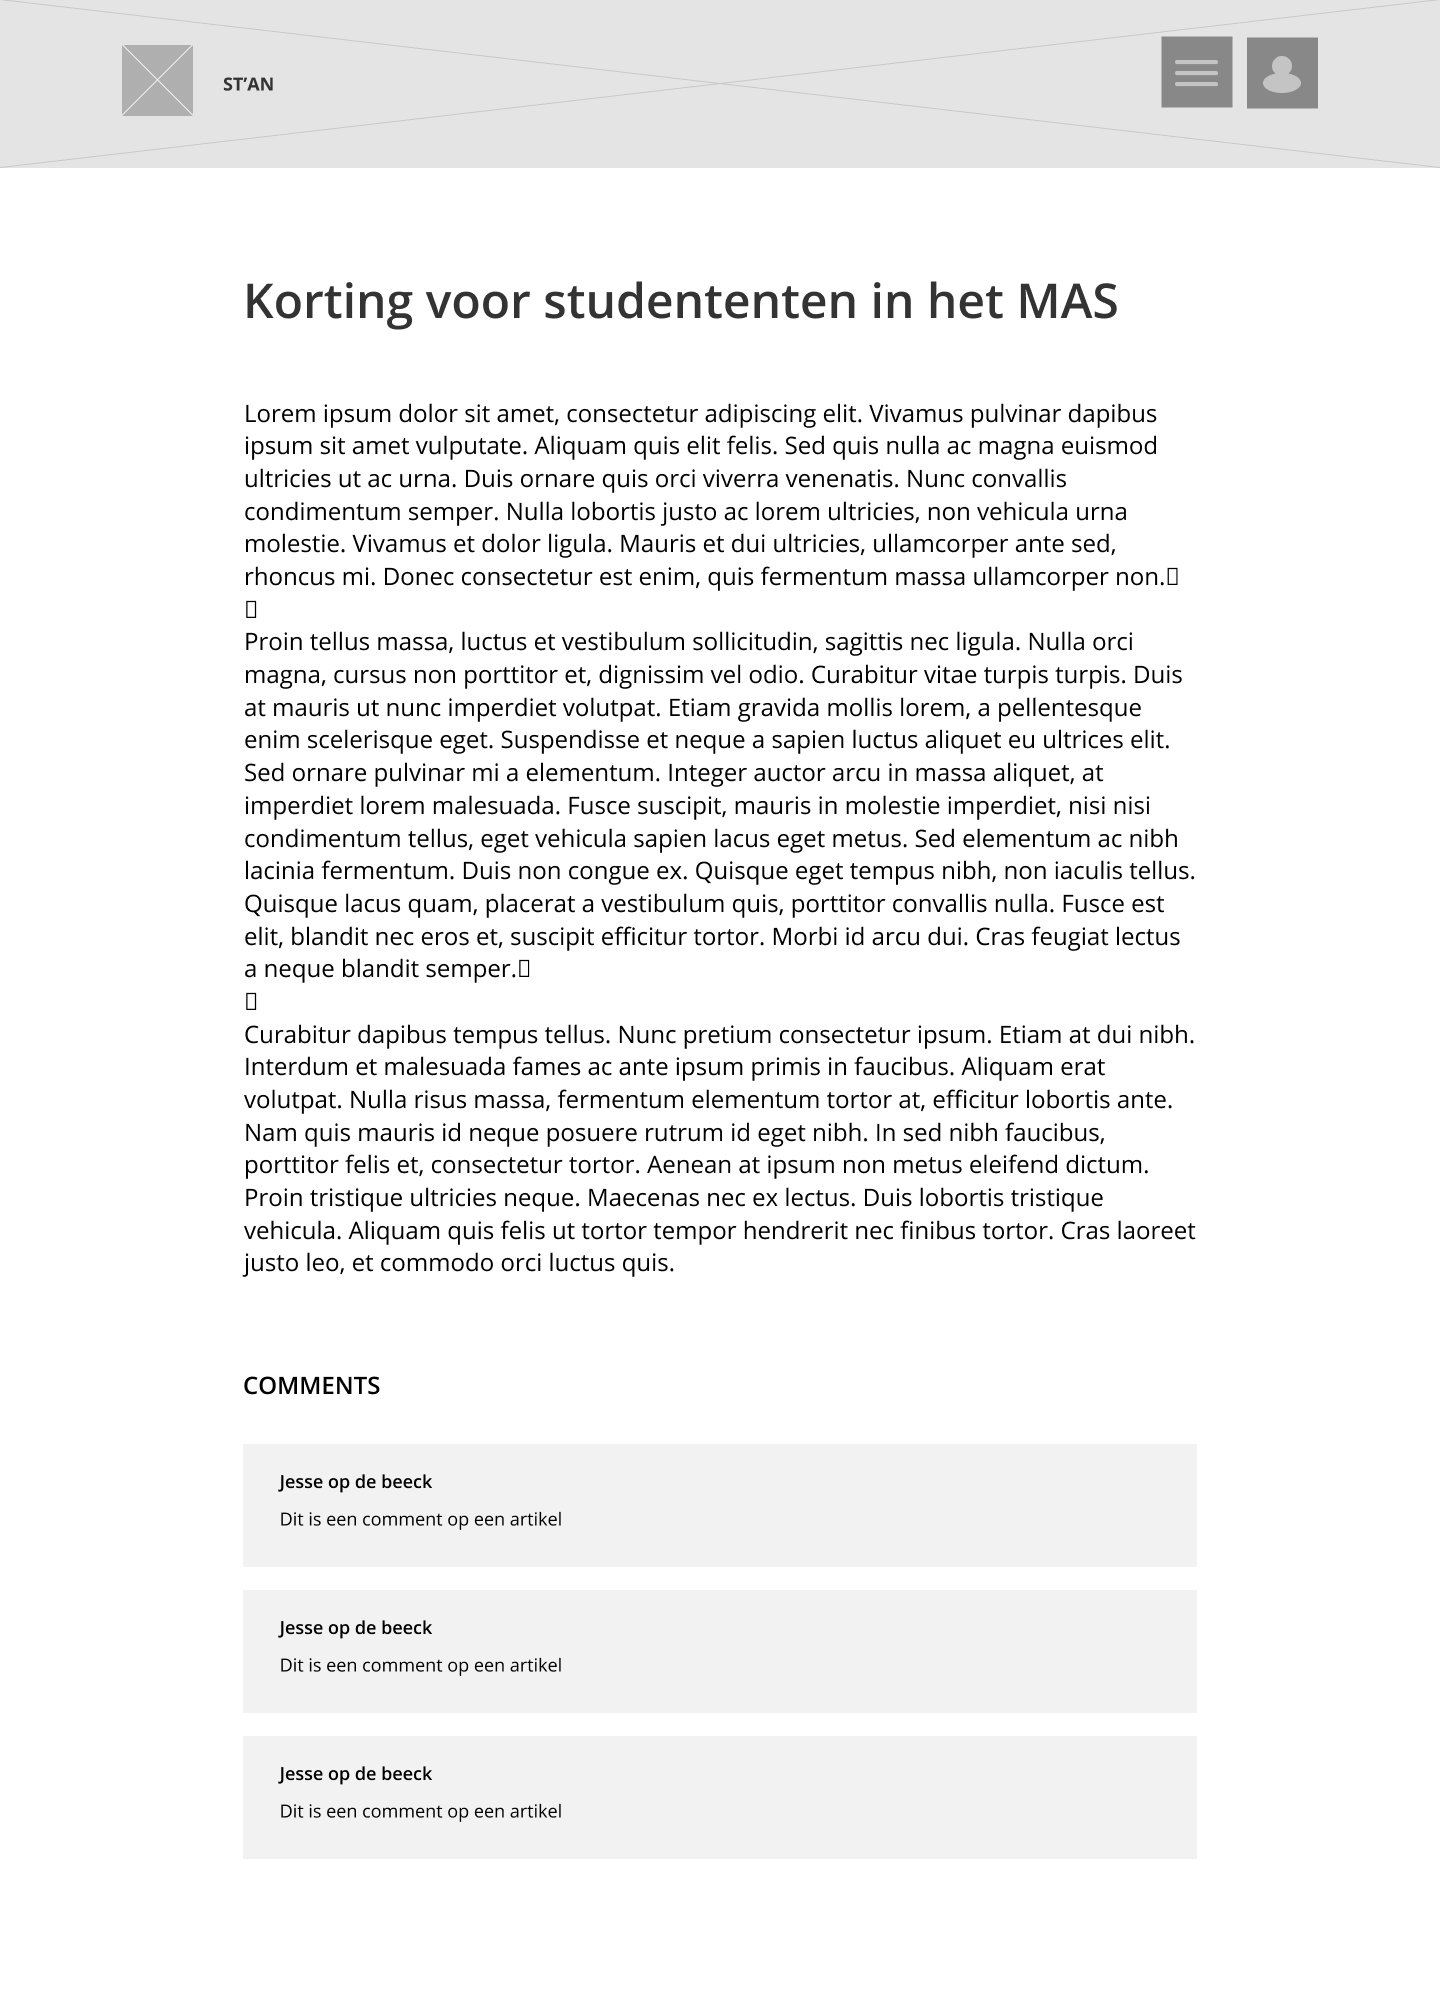 ST’AN
Korting voor studententen in het MAS
Lorem ipsum dolor sit amet, consectetur adipiscing elit. Vivamus pulvinar dapibus
ipsum sit amet vulputate. Aliquam quis elit felis. Sed quis nulla ac magna euismod
ultricies ut ac urna. Duis ornare quis orci viverra venenatis. Nunc convallis
condimentum semper. Nulla lobortis justo ac lorem ultricies, non vehicula urna
molestie. Vivamus et dolor ligula. Mauris et dui ultricies, ullamcorper ante sed,
rhoncus mi. Donec consectetur est enim, quis fermentum massa ullamcorper non.
Proin tellus massa, luctus et vestibulum sollicitudin, sagittis nec ligula. Nulla orci
magna, cursus non porttitor et, dignissim vel odio. Curabitur vitae turpis turpis. Duis
at mauris ut nunc imperdiet volutpat. Etiam gravida mollis lorem, a pellentesque
enim scelerisque eget. Suspendisse et neque a sapien luctus aliquet eu ultrices elit.
Sed ornare pulvinar mi a elementum. Integer auctor arcu in massa aliquet, at
imperdiet lorem malesuada. Fusce suscipit, mauris in molestie imperdiet, nisi nisi
condimentum tellus, eget vehicula sapien lacus eget metus. Sed elementum ac nibh
lacinia fermentum. Duis non congue ex. Quisque eget tempus nibh, non iaculis tellus.
Quisque lacus quam, placerat a vestibulum quis, porttitor convallis nulla. Fusce est
elit, blandit nec eros et, suscipit efficitur tortor. Morbi id arcu dui. Cras feugiat lectus
a neque blandit semper.
Curabitur dapibus tempus tellus. Nunc pretium consectetur ipsum. Etiam at dui nibh.
Interdum et malesuada fames ac ante ipsum primis in faucibus. Aliquam erat
volutpat. Nulla risus massa, fermentum elementum tortor at, efficitur lobortis ante.
Nam quis mauris id neque posuere rutrum id eget nibh. In sed nibh faucibus,
porttitor felis et, consectetur tortor. Aenean at ipsum non metus eleifend dictum.
Proin tristique ultricies neque. Maecenas nec ex lectus. Duis lobortis tristique
vehicula. Aliquam quis felis ut tortor tempor hendrerit nec finibus tortor. Cras laoreet
justo leo, et commodo orci luctus quis.
COMMENTS
Jesse op de beeck
Dit is een comment op een artikel
Jesse op de beeck
Dit is een comment op een artikel
Jesse op de beeck
Dit is een comment op een artikel